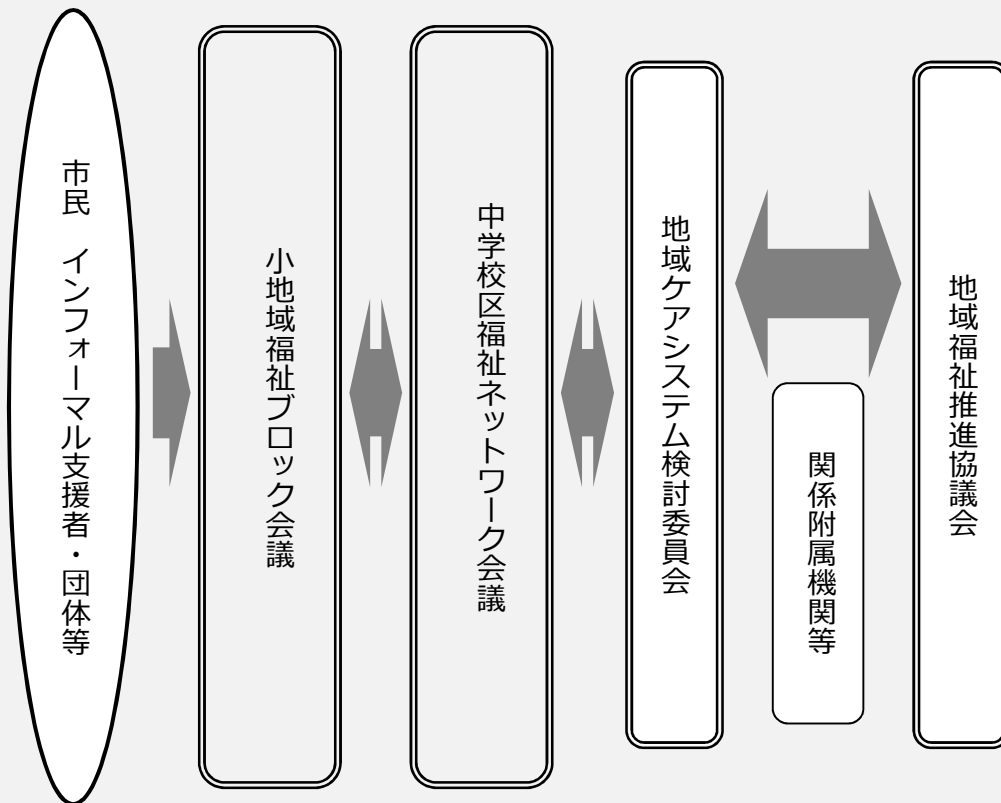 市民　インフォーマル支援者・団体等
小地域福祉ブロック会議
中学校区福祉ネットワーク会議
地域ケアシステム検討委員会
関係附属機関等
地域福祉推進協議会